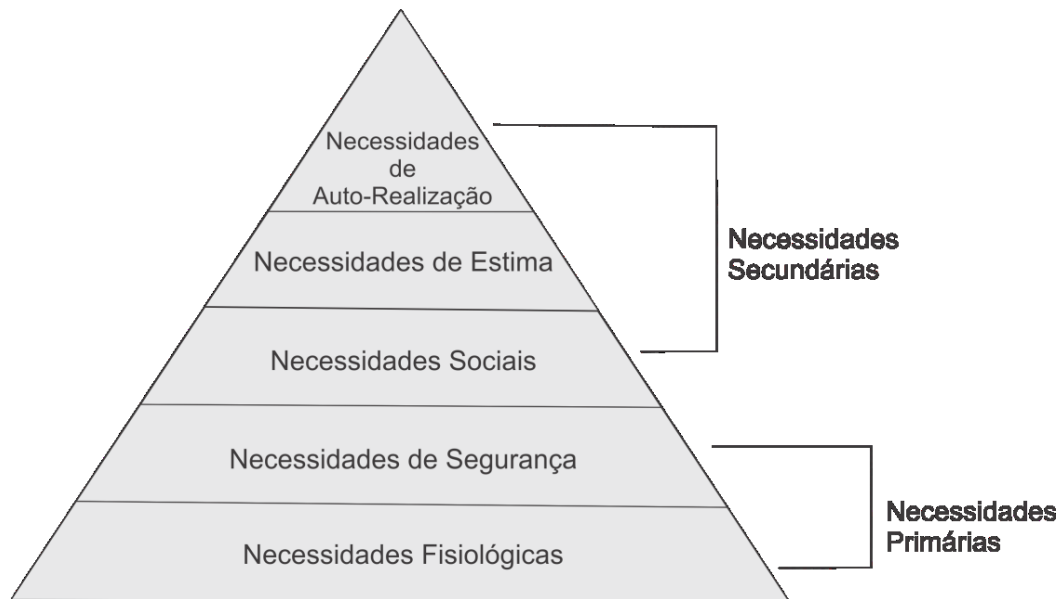 Necessidades
de
Auto-Realização
Necessidades de Estima
Necessidades Sociais
Necessidades de Segurança
Necessidades Fisiológicas
Necessidades
Secundárias
Necessidades
Primárias